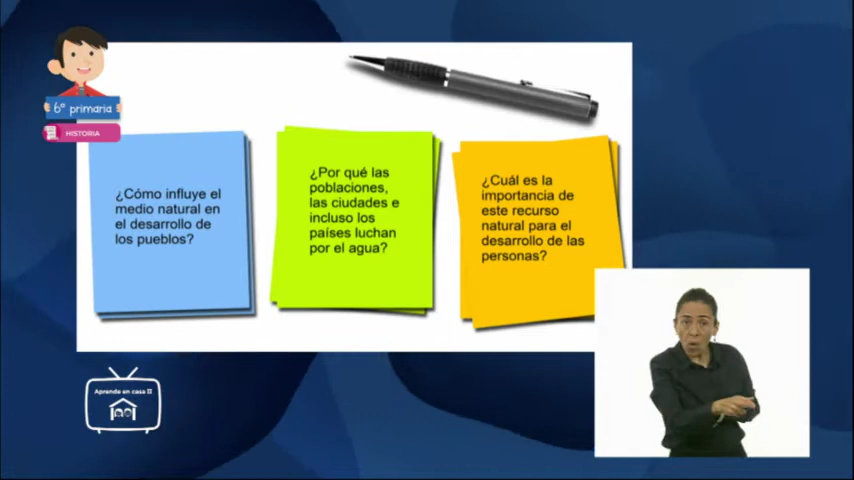 6° primaria
HISTORIA
¿Cómo influye el
medio natural en
el desarrollo de
los pueblos?
¿Por qué las
poblaciones,
las ciudades e
incluso los
países luchan
por el agua?
¿Cuál es la
importancia de
este recurso
natural para el
desarrollo de las
personas?
Aprende en casa II